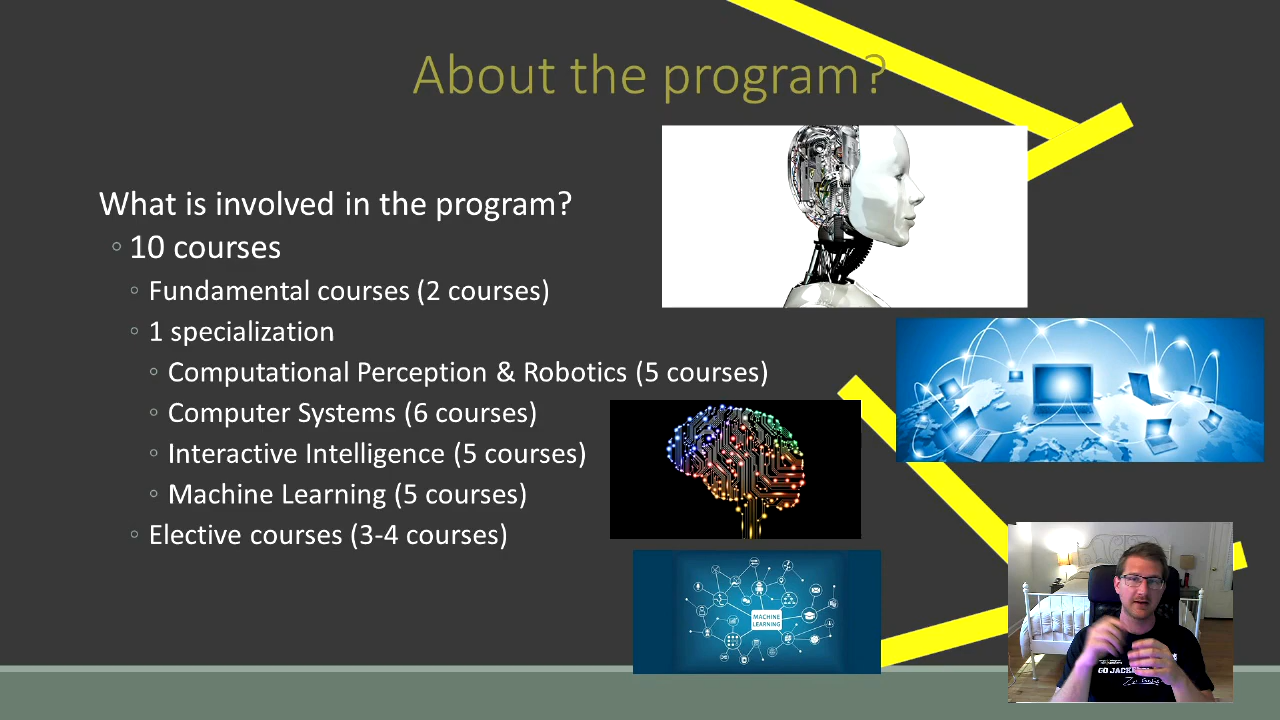 About the program?
What is involved in the program?
◦ 10 courses
◦ Fundamental courses (2 courses)
◦ 1 specialization
◦ Computational Perception & Robotics (5 courses)
◦ Computer Systems (6 courses)
◦ Interactive Intelligence (5 courses)
◦ Machine Learning (5 courses)
◦ Elective courses (3-4 courses)
MACHINE
LEARNING
GO JACKE